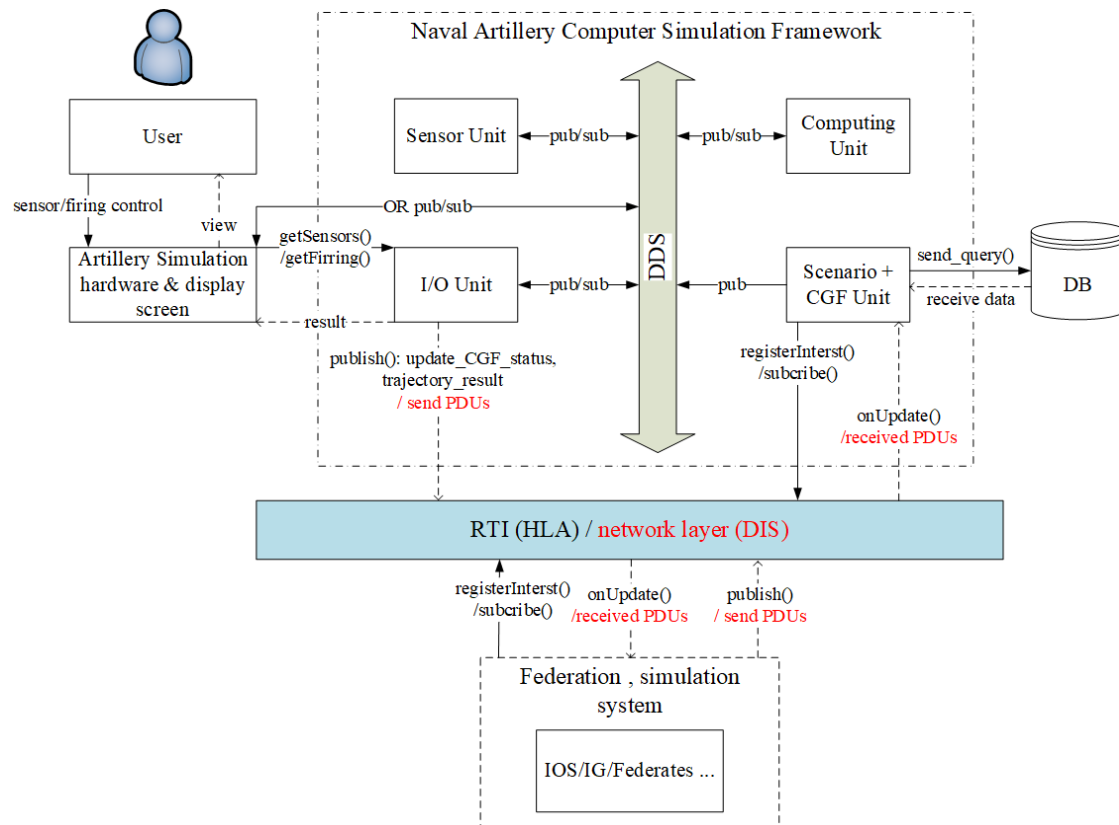 Naval Artillery Computer Simulation Framework
User
Sensor Unit
pub/sub
pub/sub
Computing
Unit
sensor/firing control
view
OR pub/sub
getSensors()
/getFirring()
Artillery Simulation
hardware & display
screen
I/O Unit
pub/sub
DDS
pub
Scenario +
CGF Unit
send_query()
receive data
DB
result
publish(): update_CGF_status,
trajectory_result
/ send PDUs
registerInterst()
/subcribe()
onUpdate()
/received PDUs
RTI (HLA) / network layer (DIS)
registerInterst()
/subcribe()
onUpdate()
/received PDUs
publish()
/ send PDUs
Federation , simulation
system
IOS/IG/Federates ...